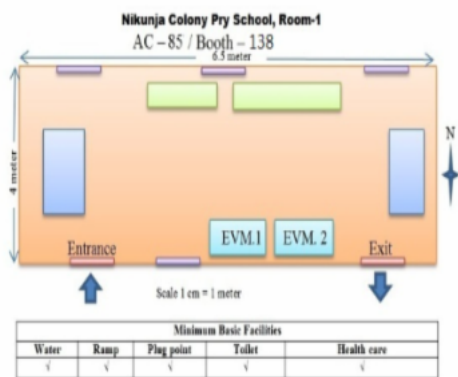 Nikunja Colony Pry School, Room-1
AC – 85 / Booth – 138
6.5 meter
4 meter
N
EVM.1
EVM. 2
Entrance
Exit
Scale 1 cm = 1 meter
Minimum Basic Facilities
Water Ramp Plug point Toilet Health care
√ √ √ √ √